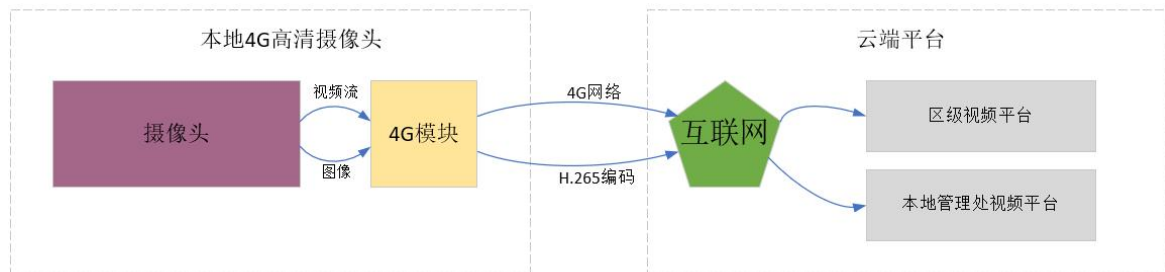 本地4G高清摄像头
摄像头
视频流
图像
4G模块
4G网络
H.265编码
云端平台
互联网
区级视频平台
本地管理处视频平台